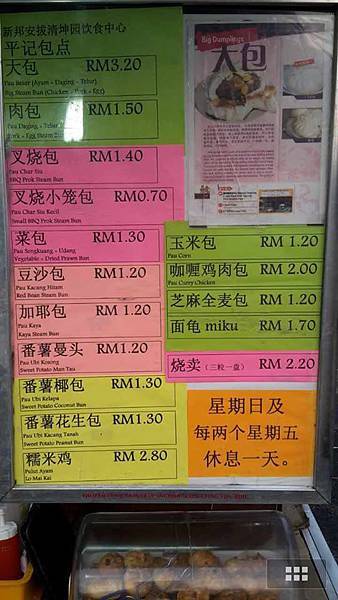 新邦安拔清坤园饮食中心
平记包点
大包 RM3.20
Pau Besar (Ayam + Daging + Telur)
Big Steam Bun (Chicken + Pork + Egg)
肉包 RM1.50
Pau Daging + Telur
Pork + Egg Steam Bun
叉烧包 RM1.40
Pau Char Siu
BBQ Prok Steam Bun
叉烧小笼包 RM0.70
Pau Char Siu Kecil
Small BBQ Prok Steam Bun
菜包 RM1.30
Pau Sengkuang + Udang
Vegetable + Dried Prawn Bun
豆沙包 RM1.20
Pau Kacang Hitam
Red Bean Steam Bun
加耶包 RM 1.20
Pau Kaya
Kaya Steam Bun
番薯曼头 RM1.20
Pau Ubi Kosong
Sweet Potato Man Tau
番薯椰包 RM1.30
Pau Ubi Kelapa
Sweet Potato Coconut Bun
番薯花生包 RM1.30
Pau Ubi Kacang Tanah
Sweet Potato Peanut Bun
糯米鸡 RM 2.80
Pulut Ayam
Lo Mai Kai
Big Dumplings
大包
玉米包 RM 1.20
Pau Corn
咖喱鸡肉包 RM 2.00
Pau Curry Chicken
芝麻全麦包 RM 1.20
面龟 miku RM 1.70
烧卖 (三粒一盘) RM 2.20
星期日及
每两个星期五
休息一天。